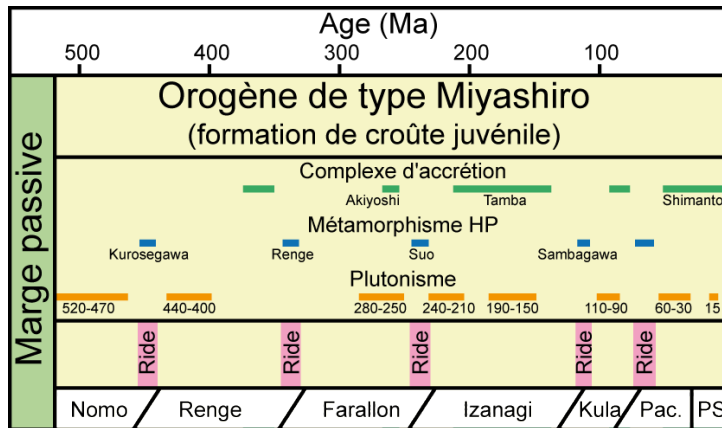 Age (Ma)
500 400 300 200 100
Marge passive
Orogène de type Miyashiro
(formation de croûte juvénile)
Complexe d'accrétion
Akiyoshi Tamba Shimanto
Métamorphisme HP
Kurosegawa Renge Suo Sambagawa
Plutonisme
520-470 440-400 280-250 240-210 190-150 110-90 60-30 15
Ride Ride Ride Ride Ride
Nomo Renge Farallon Izanagi Kula Pac. PS